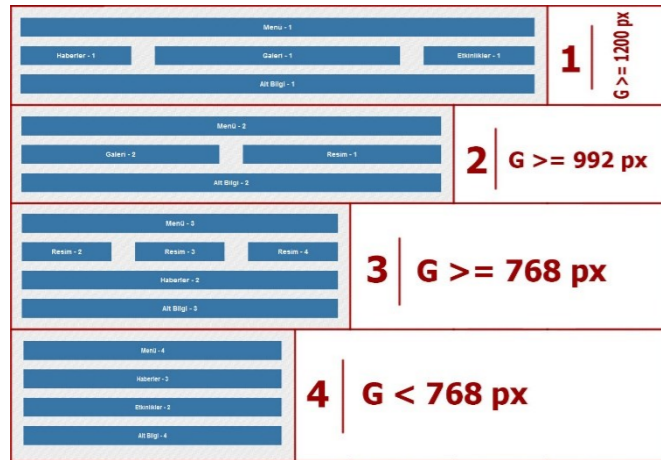 Menü - 1
Haberler - 1 Galeri - 1 Etkinlikler - 1
Alt Bilgi - 1
1 G >= 1200 px
Menü - 2
Galeri - 2 Resim - 1
Alt Bilgi - 2
2 G >= 992 px
Menü - 3
Resim - 2 Resim - 3 Resim - 4
Haberler - 2
Alt Bilgi - 3
3 G >= 768 px
Menü - 4
Haberler - 3
Etkinlikler - 2
Alt Bilgi - 4
4 G < 768 px